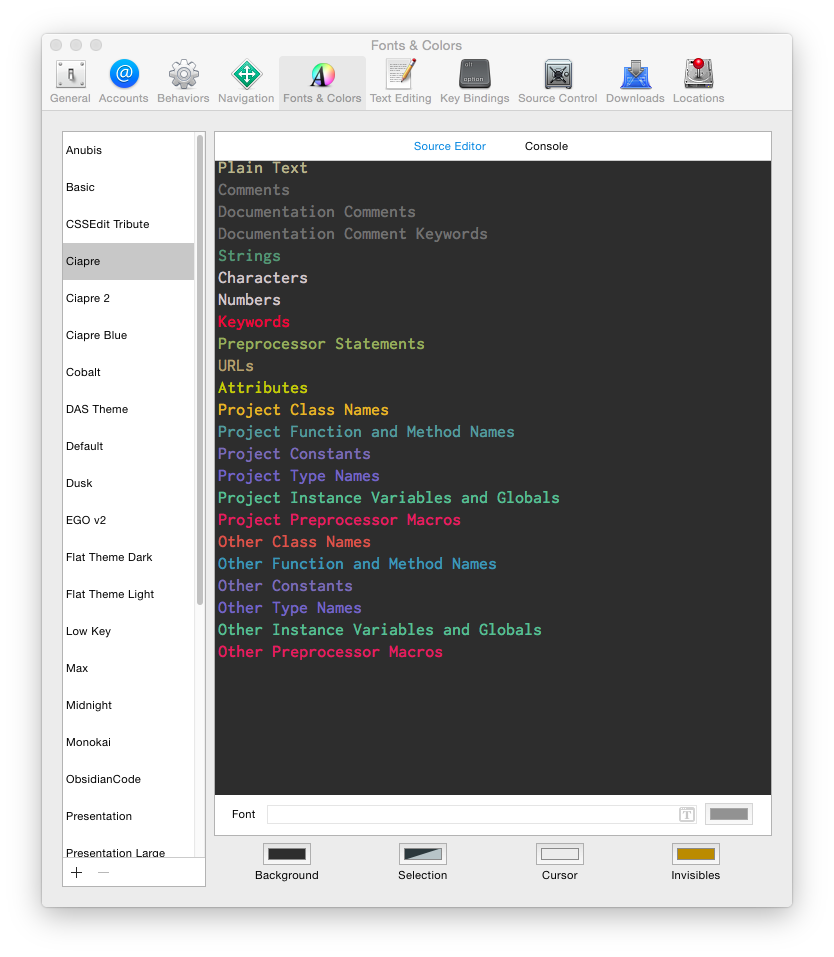 Fonts & Colors
General Accounts Behaviors Navigation Fonts & Colors Text Editing Key Bindings Source Control Downloads Locations
alt
option
Anubis
Basic
CSSEdit Tribute
Ciapre
Ciapre 2
Ciapre Blue
Cobalt
DAS Theme
Default
Dusk
EGO v2
Flat Theme Dark
Flat Theme Light
Low Key
Max
Midnight
Monokai
ObsidianCode
Presentation
Presentation Large
Source Editor Console
Plain Text
Comments
Documentation Comments
Documentation Comment Keywords
Strings
Characters
Numbers
Keywords
Preprocessor Statements
URLs
Attributes
Project Class Names
Project Function and Method Names
Project Constants
Project Type Names
Project Instance Variables and Globals
Project Preprocessor Macros
Other Class Names
Other Function and Method Names
Other Constants
Other Type Names
Other Instance Variables and Globals
Other Preprocessor Macros
Font
Background Selection Cursor Invisibles